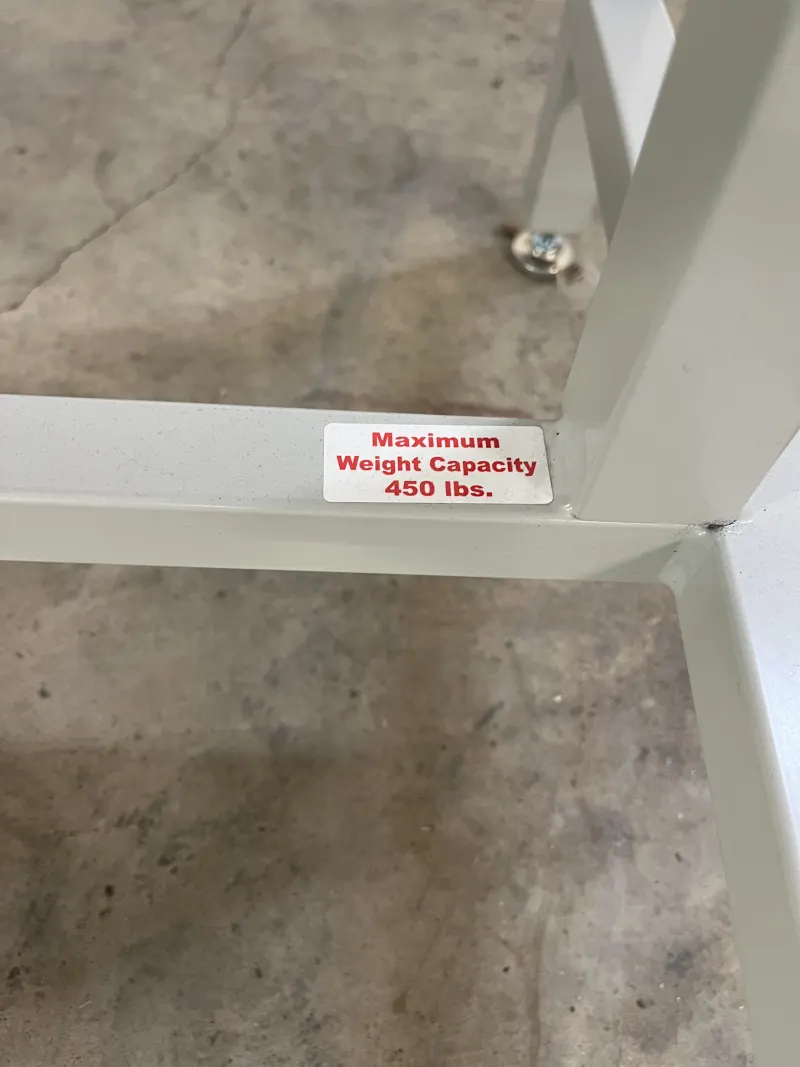 Maximum
Weight Capacity
450 lbs.